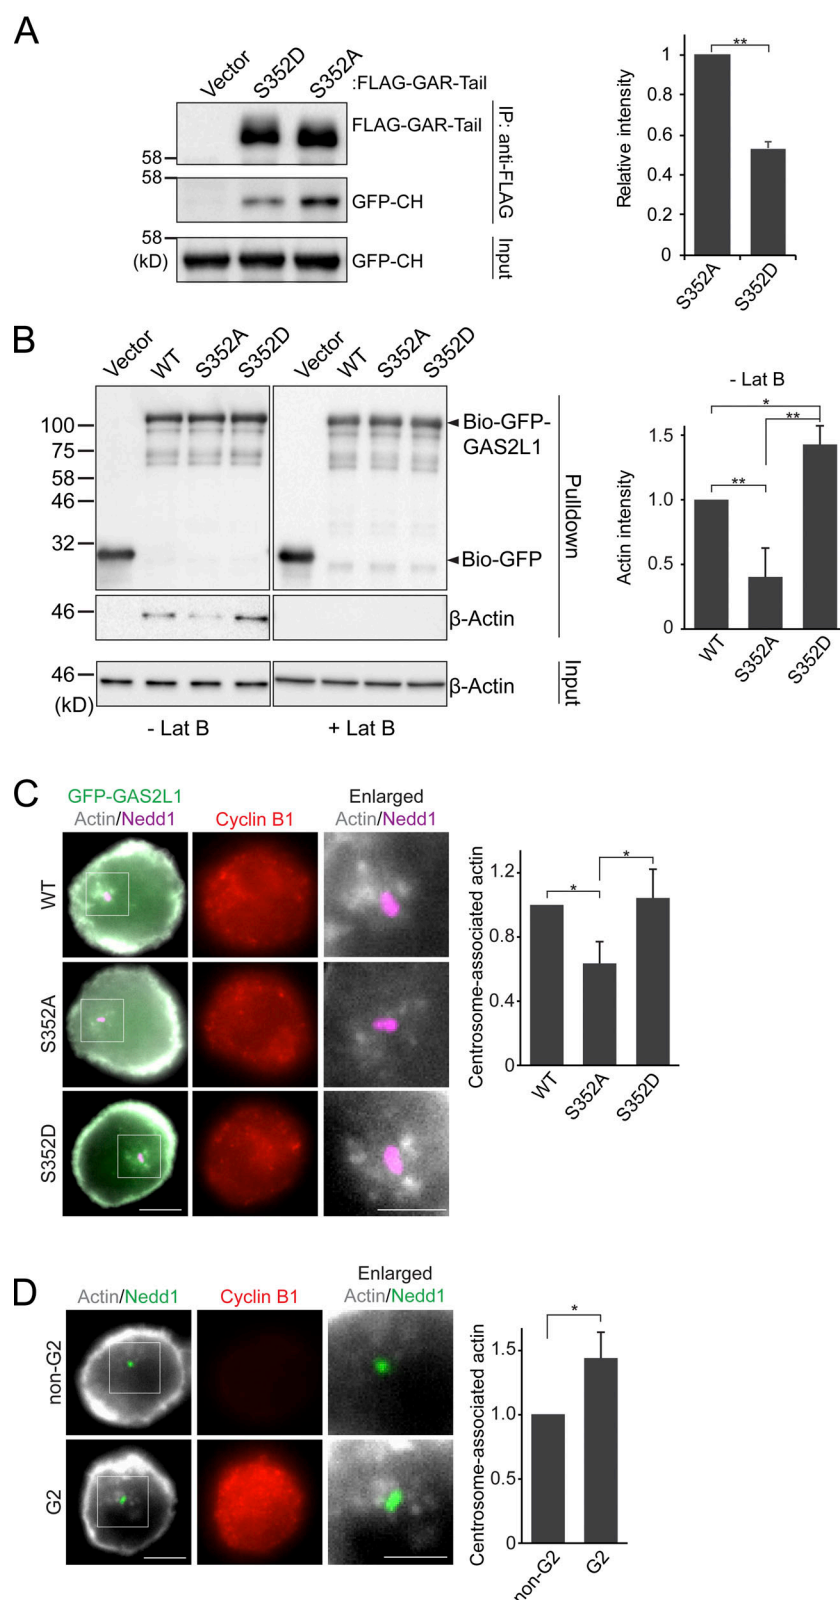 A
Vector
S352D
S352A
:FLAG-GAR-Tail
FLAG-GAR-Tail
58
58
GFP-CH
58
(kD)
GFP-CH
IP: anti-FLAG
Input
Relative intensity
1
0.8
0.6
0.4
0.2
0
**
S352A
S352D
B
Vector
WT
S352A
S352D
Vector
WT
S352A
S352D
100
75
58
46
32
Bio-GFP-
GAS2L1
Bio-GFP
46
β-Actin
46
(kD)
β-Actin
Pulldown
Input
- Lat B
+ Lat B
- Lat B
*
**
**
Actin intensity
1.5
1.0
0.5
0
WT
S352A
S352D
C
GFP-GAS2L1
Actin/Nedd1
Cyclin B1
Enlarged
Actin/Nedd1
WT
S352A
S352D
Centrosome-associated actin
1.2
0.8
0.4
0
*
*
WT
S352A
S352D
D
Actin/Nedd1
Cyclin B1
Enlarged
Actin/Nedd1
non-G2
G2
Centrosome-associated actin
1.5
1.0
0.5
0
*
non-G2
G2